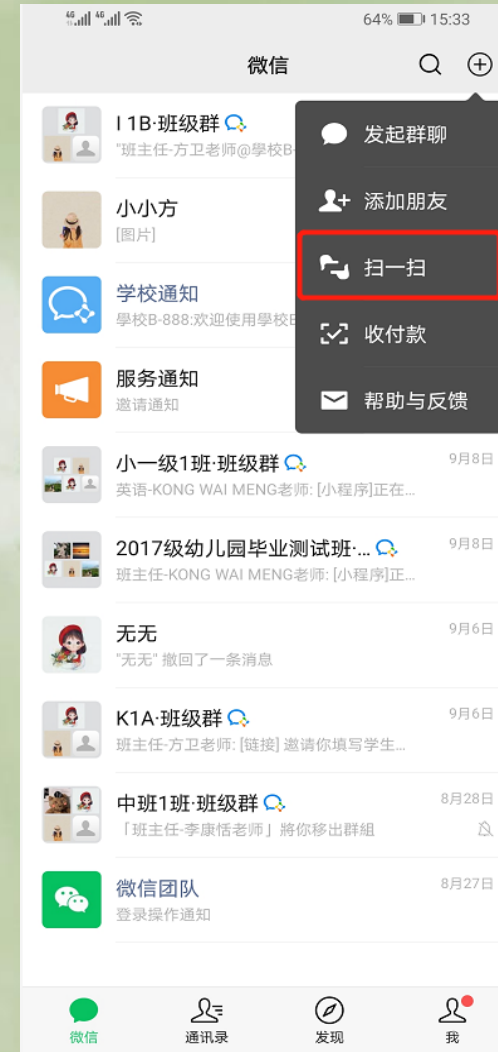 46 46 64% 15:33
微信
I 1B·班级群
"班主任-方卫老师@學校B-
小小方
[图片]
学校通知
學校B-888:欢迎使用學校B
服务通知
邀请通知
发起群聊
添加朋友
扫一扫
收付款
帮助与反馈
小一级1班·班级群 9月8日
英语-KONG WAI MENG老师: [小程序]正在...
2017级幼儿园毕业测试班·... 9月8日
班主任-KONG WAI MENG老师: [小程序]正...
无无 9月6日
"无无" 撤回了一条消息
K1A·班级群 9月6日
班主任-方卫老师: [链接] 邀请你填写学生...
中班1班·班级群 8月28日
「班主任-李康恬老师」將你移出群組
微信团队 8月27日
登录操作通知
微信 通讯录 发现 我